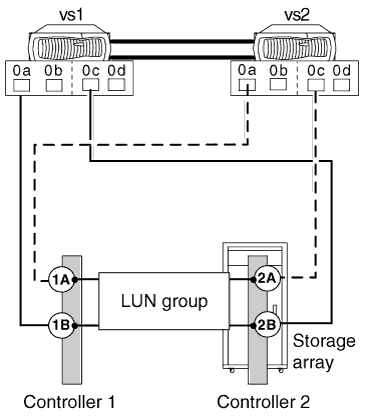 vs1 vs2
0a 0b 0c 0d 0a 0b 0c 0d
1A 2A
LUN group
1B 2B
Storage
array
Controller 1 Controller 2